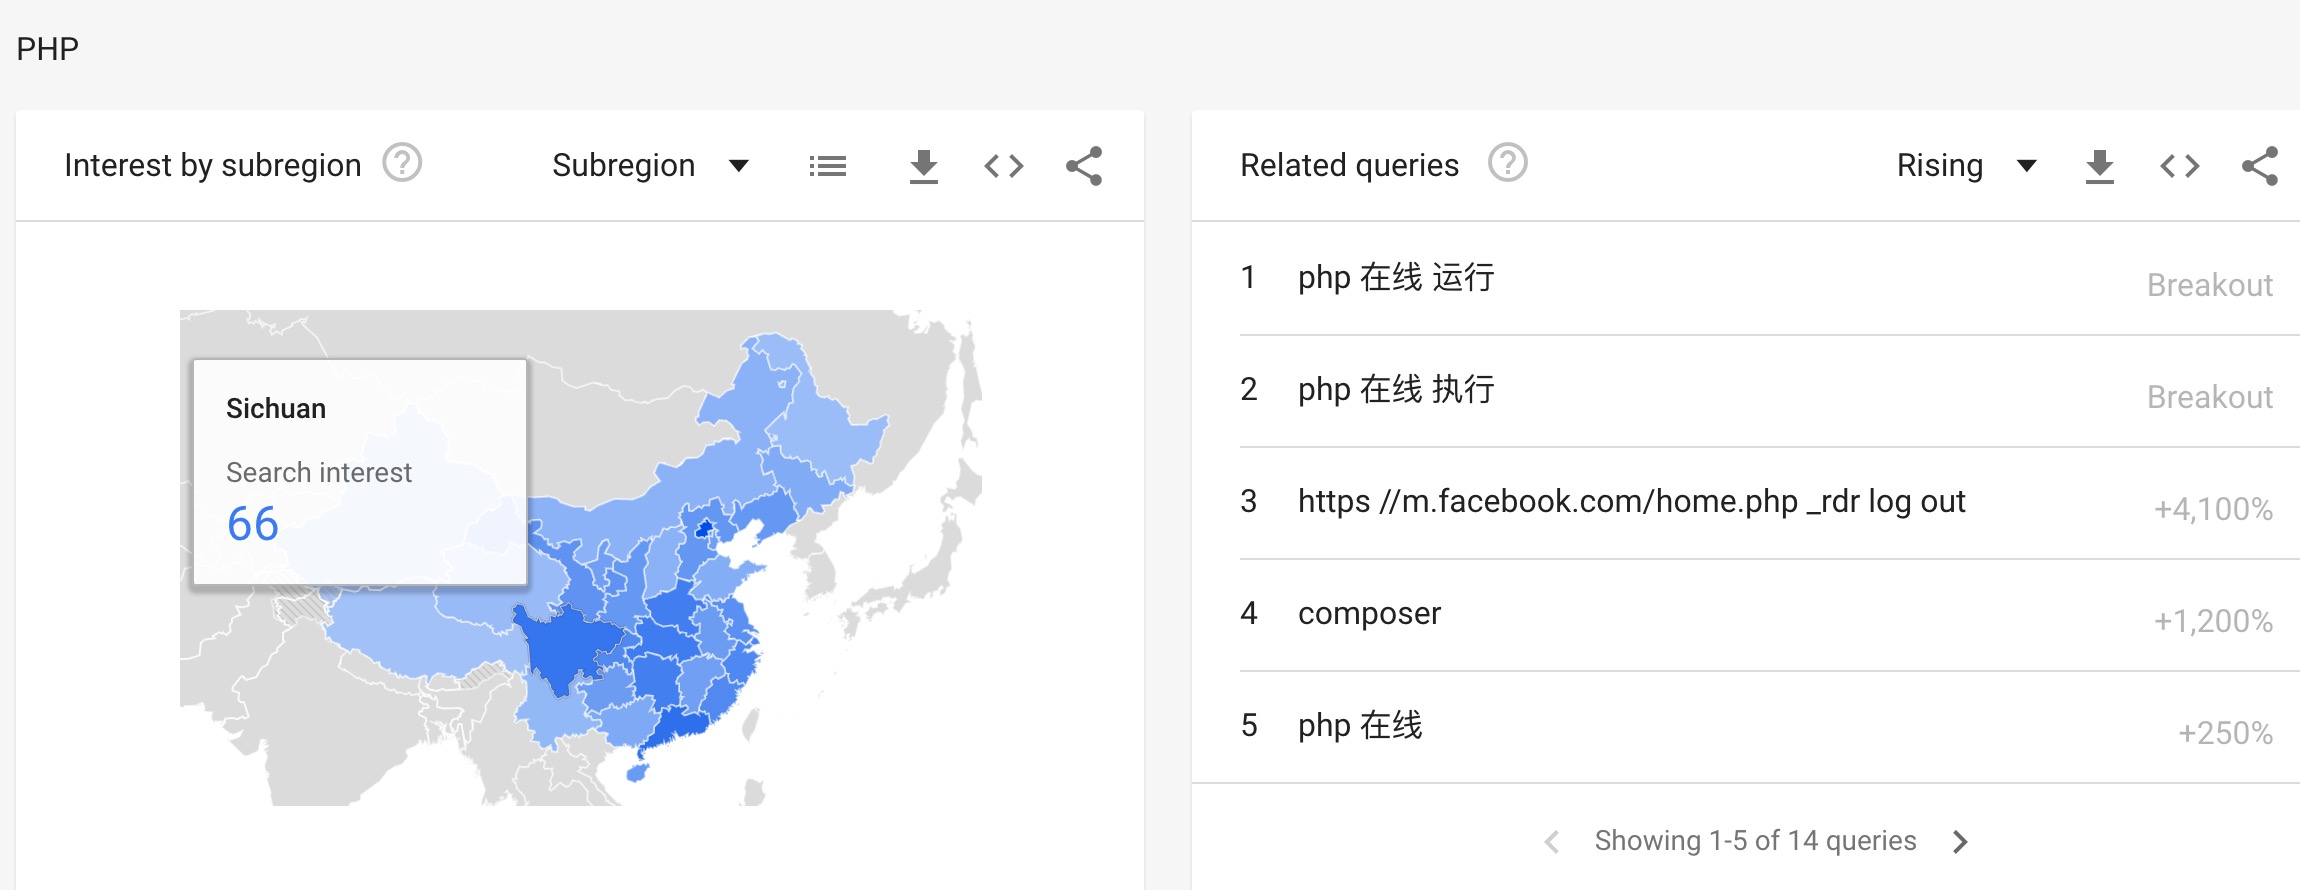 PHP
Interest by subregion
Subregion
Sichuan
Search interest
66
Related queries
Rising
1 php 在线 运行 Breakout
2 php 在线 执行 Breakout
3 https //m.facebook.com/home.php _rdr log out +4,100%
4 composer +1,200%
5 php 在线 +250%
Showing 1-5 of 14 queries